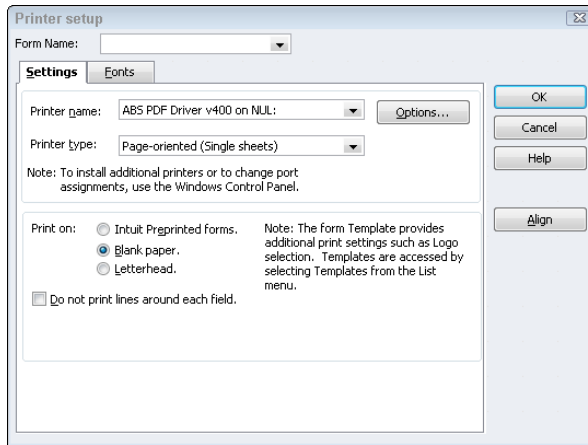 Printer setup
Form Name:
Settings
Fonts
Printer name:
ABS PDF Driver v400 on NUL:
Options...
Printer type:
Page-oriented (Single sheets)
Note: To install additional printers or to change port
assignments, use the Windows Control Panel.
Print on:
Intuit Preprinted forms.
Blank paper.
Letterhead.
Note: The form Template provides
additional print settings such as Logo
selection. Templates are accessed by
selecting Templates from the List
menu.
Do not print lines around each field.
OK
Cancel
Help
Align